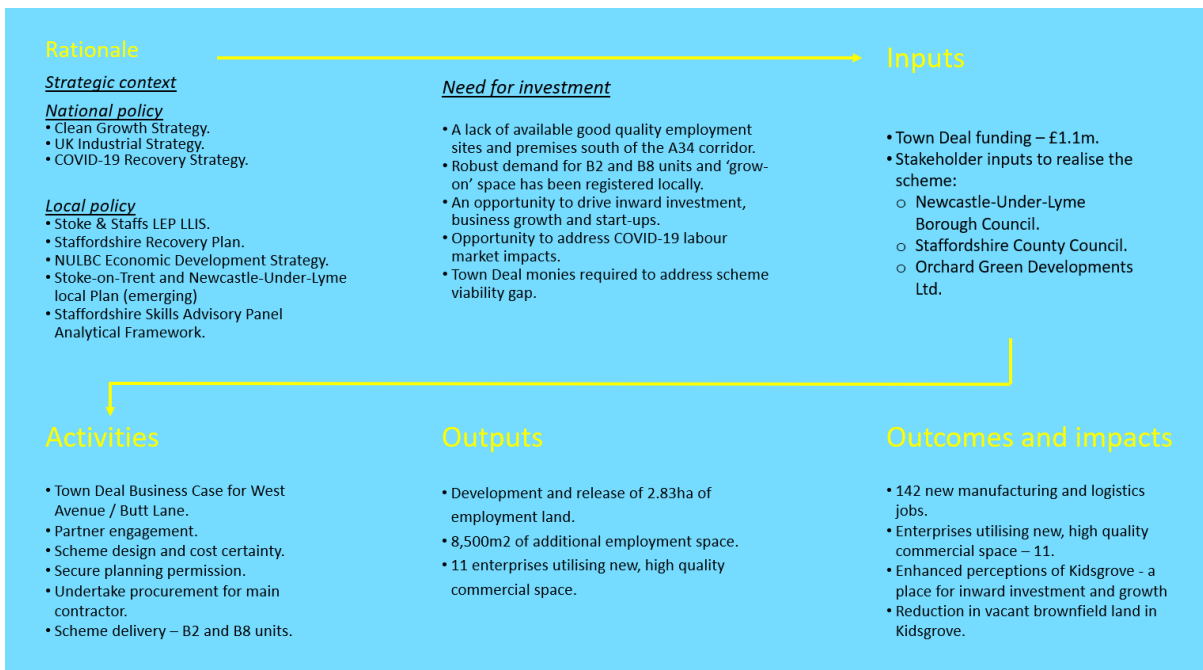 Rationale
Strategic context
National policy
• Clean Growth Strategy.
• UK Industrial Strategy.
• COVID-19 Recovery Strategy.
Local policy
• Stoke & Staffs LEP LLIS.
• Staffordshire Recovery Plan.
• NULBC Economic Development Strategy.
• Stoke-on-Trent and Newcastle-Under-Lyme
local Plan (emerging)
• Staffordshire Skills Advisory Panel
Analytical Framework.
Need for investment
• A lack of available good quality employment
sites and premises south of the A34 corridor.
• Robust demand for B2 and B8 units and ‘grow-
on’ space has been registered locally.
• An opportunity to drive inward investment,
business growth and start-ups.
• Opportunity to address COVID-19 labour
market impacts.
• Town Deal monies required to address scheme
viability gap.
Inputs
• Town Deal funding – £1.1m.
• Stakeholder inputs to realise the
scheme:
o Newcastle-Under-Lyme
Borough Council.
o Staffordshire County Council.
o Orchard Green Developments
Ltd.
Activities
• Town Deal Business Case for West
Avenue / Butt Lane.
• Partner engagement.
• Scheme design and cost certainty.
• Secure planning permission.
• Undertake procurement for main
contractor.
• Scheme delivery – B2 and B8 units.
Outputs
• Development and release of 2.83ha of
employment land.
• 8,500m2 of additional employment space.
• 11 enterprises utilising new, high quality
commercial space.
Outcomes and impacts
• 142 new manufacturing and logistics
jobs.
• Enterprises utilising new, high quality
commercial space – 11.
• Enhanced perceptions of Kidsgrove - a
place for inward investment and growth
• Reduction in vacant brownfield land in
Kidsgrove.